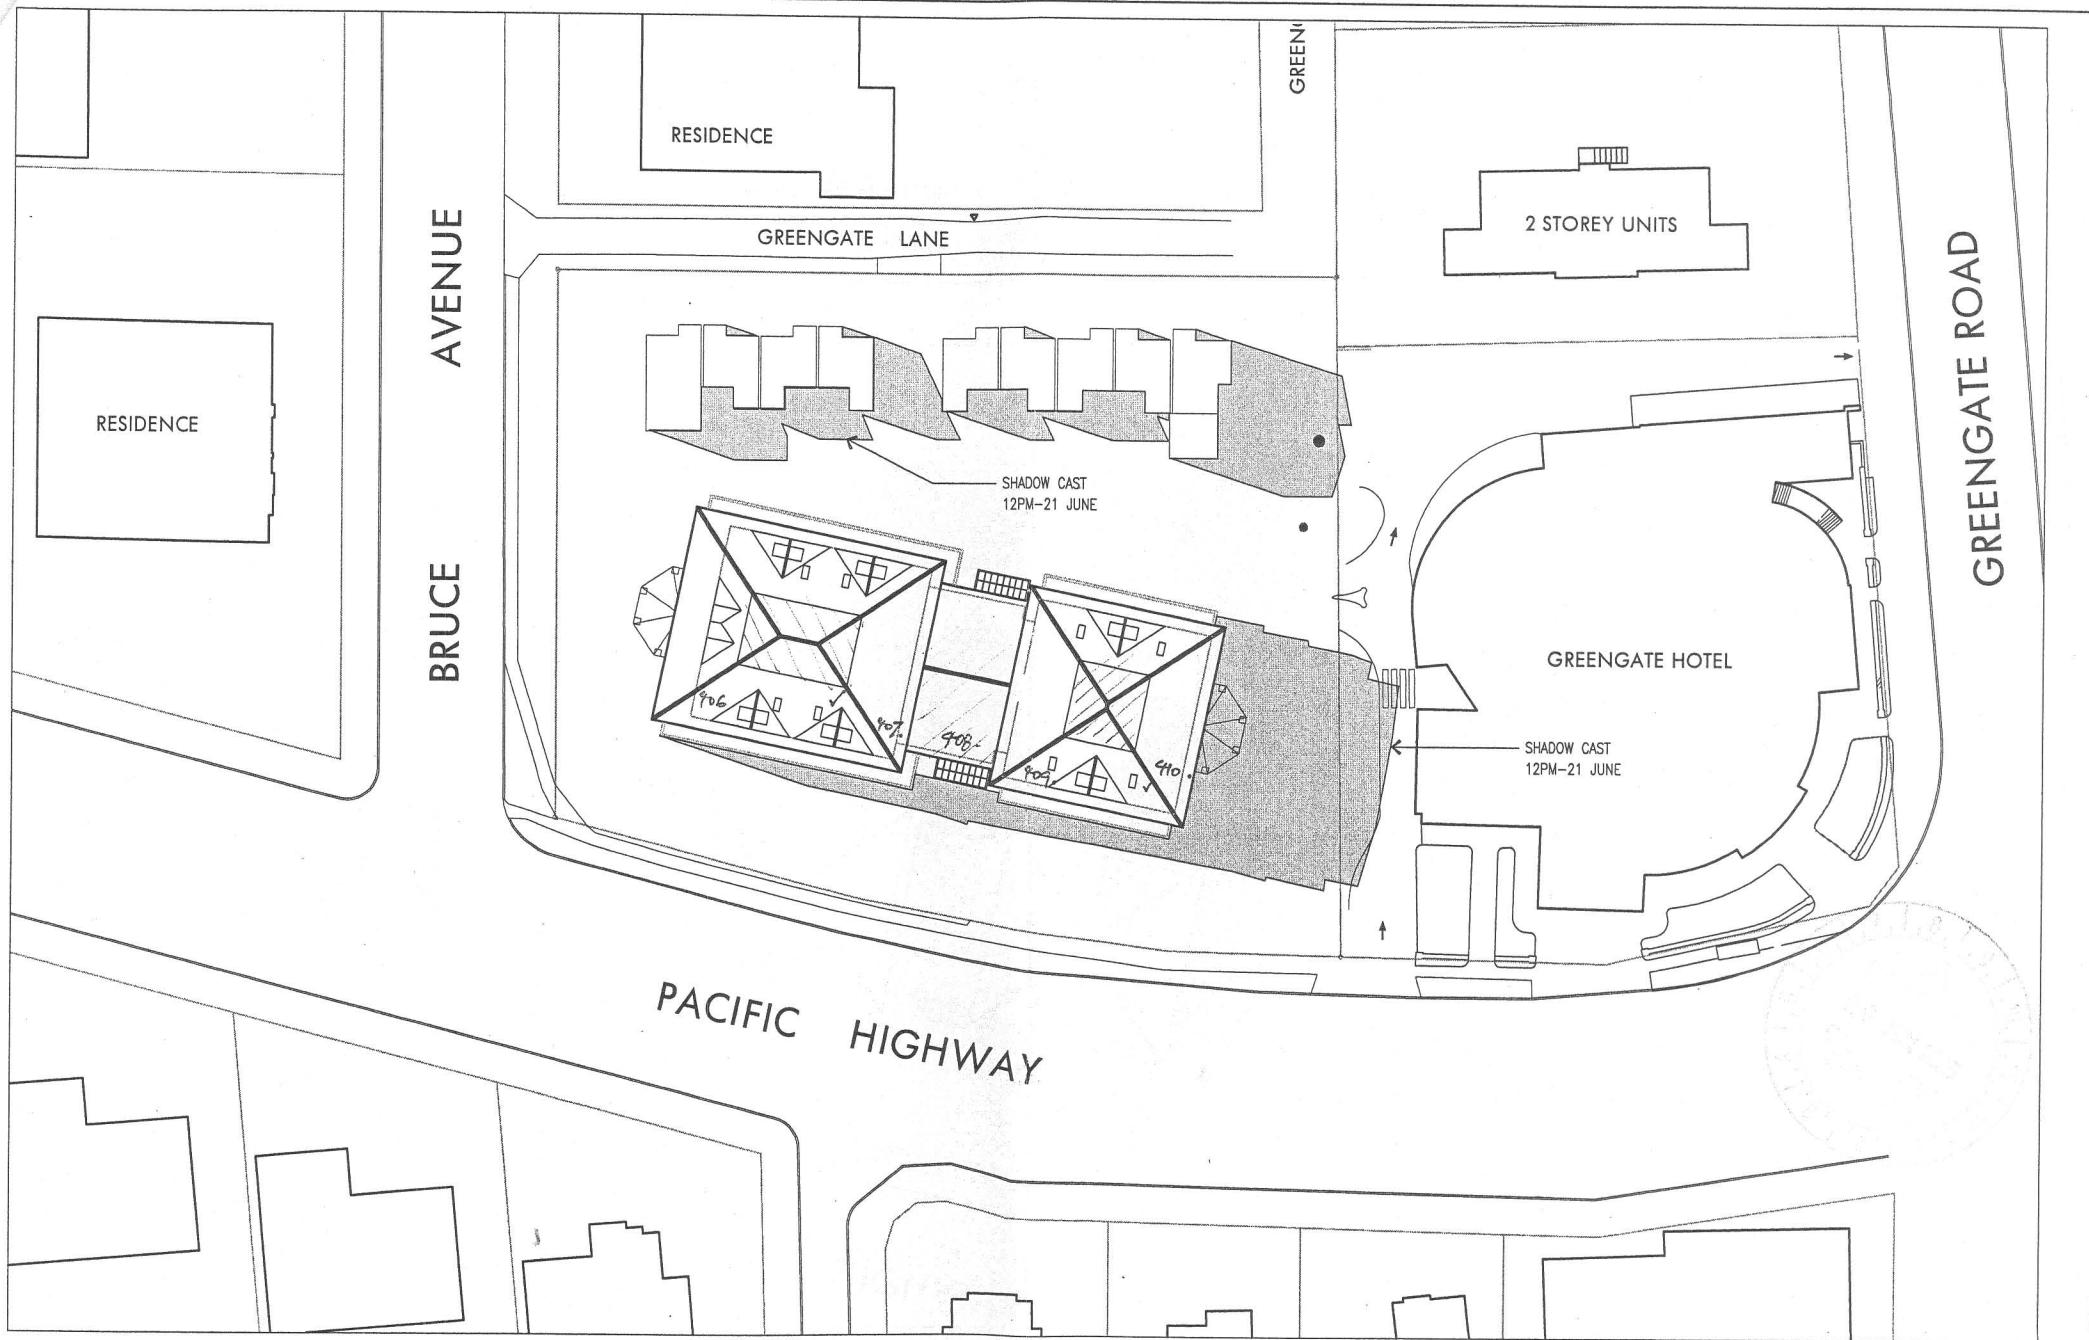 GREEN
RESIDENCE
2 STOREY UNITS
GREENGATE LANE
BRUCE AVENUE
GREENGATE ROAD
RESIDENCE
SHADOW CAST
12PM-21 JUNE
GREENGATE HOTEL
406
407
408
409
410
SHADOW CAST
12PM-21 JUNE
PACIFIC HIGHWAY